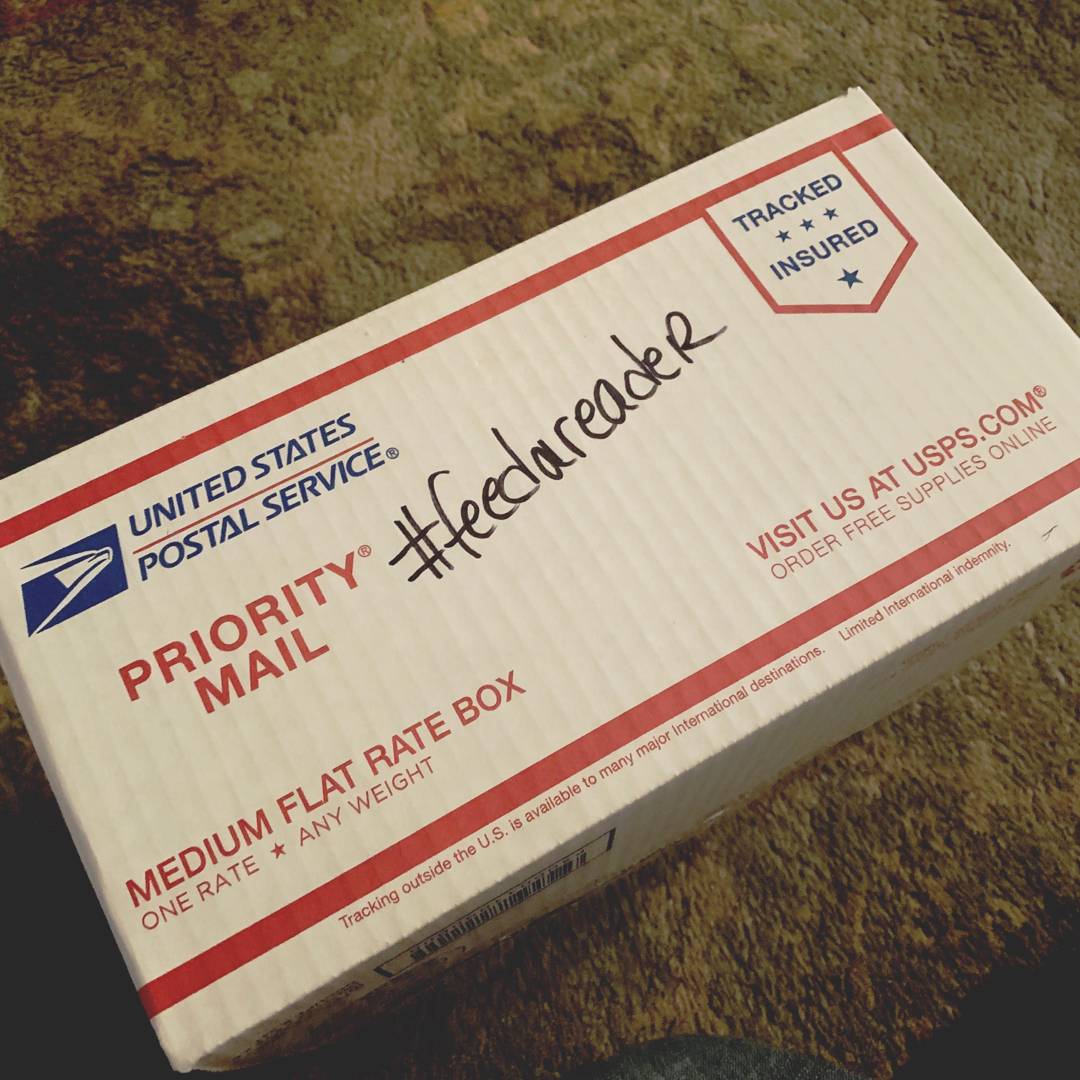 TRACKED
INSURED
UNITED STATES
POSTAL SERVICE®
#feedareadeR
PRIORITY®
MAIL
VISIT US AT USPS.COM®
ORDER FREE SUPPLIES ONLINE
MEDIUM FLAT RATE BOX
ONE RATE ★ ANY WEIGHT
Tracking outside the U.S. is available to many major International destinations. Limited International indemnity.